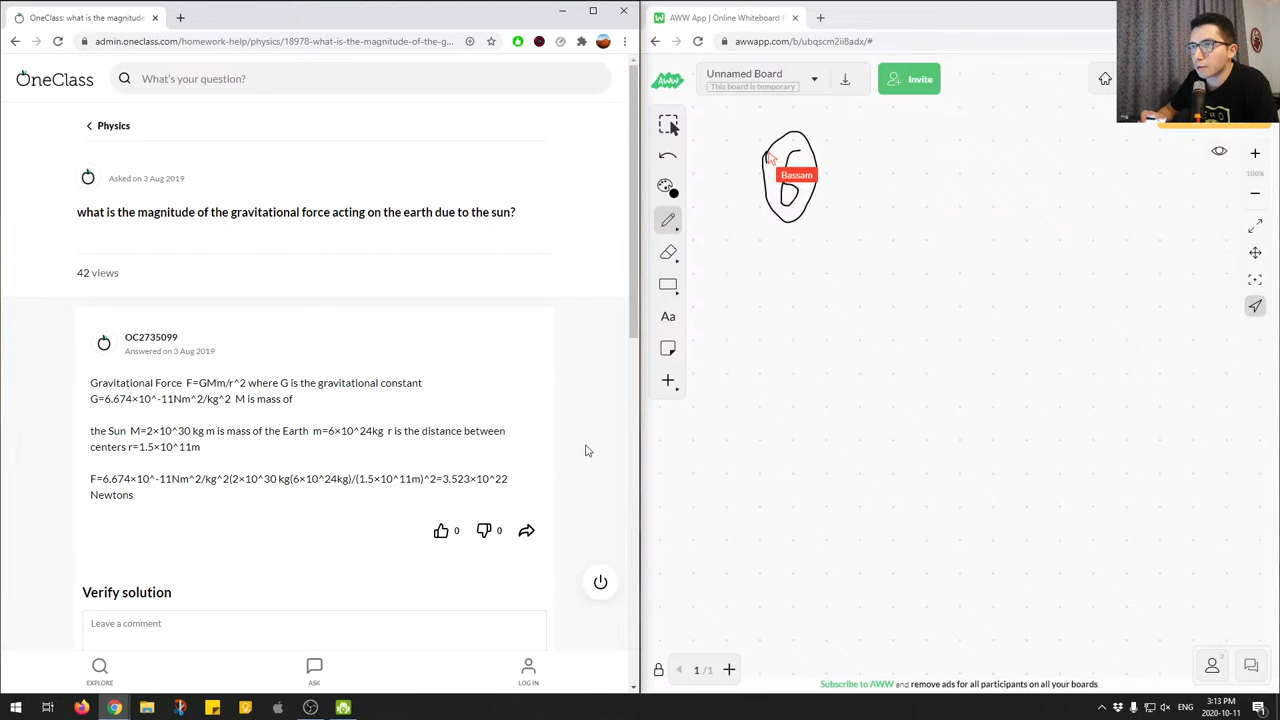 OneClass: what is the magnitude
admin.oneclass.com/homework-help/physics/18978-what-is-the-magnitude-of-the-g...
OneClass
What's your question?
Physics
Asked on 3 Aug 2019
what is the magnitude of the gravitational force acting on the earth due to the sun?
42 views
OC2735099
Answered on 3 Aug 2019
Gravitational Force F=GMm/r^2 where G is the gravitational constant
G=6.674×10^-11Nm^2/kg^2 M is mass of
the Sun M=2×10^30 kg m is mass of the Earth m=6×10^24kg r is the distance between
centers r=1.5×10^11m
F=6.674×10^-11Nm^2/kg^2(2×10^30 kg(6×10^24kg)/(1.5×10^11m)^2=3.523×10^22
Newtons
0
0
Verify solution
Leave a comment
EXPLORE
ASK
LOG IN
AWW App | Online Whiteboard f
awwapp.com/b/ubqscm2ii8adx/#
AWW
Unnamed Board
This board is temporary
Invite
6
Bassam
100%
Aa
1 /1
2
Subscribe to AWW and remove ads for all participants on all your boards.
ENG
3:13 PM
2020-10-11
1